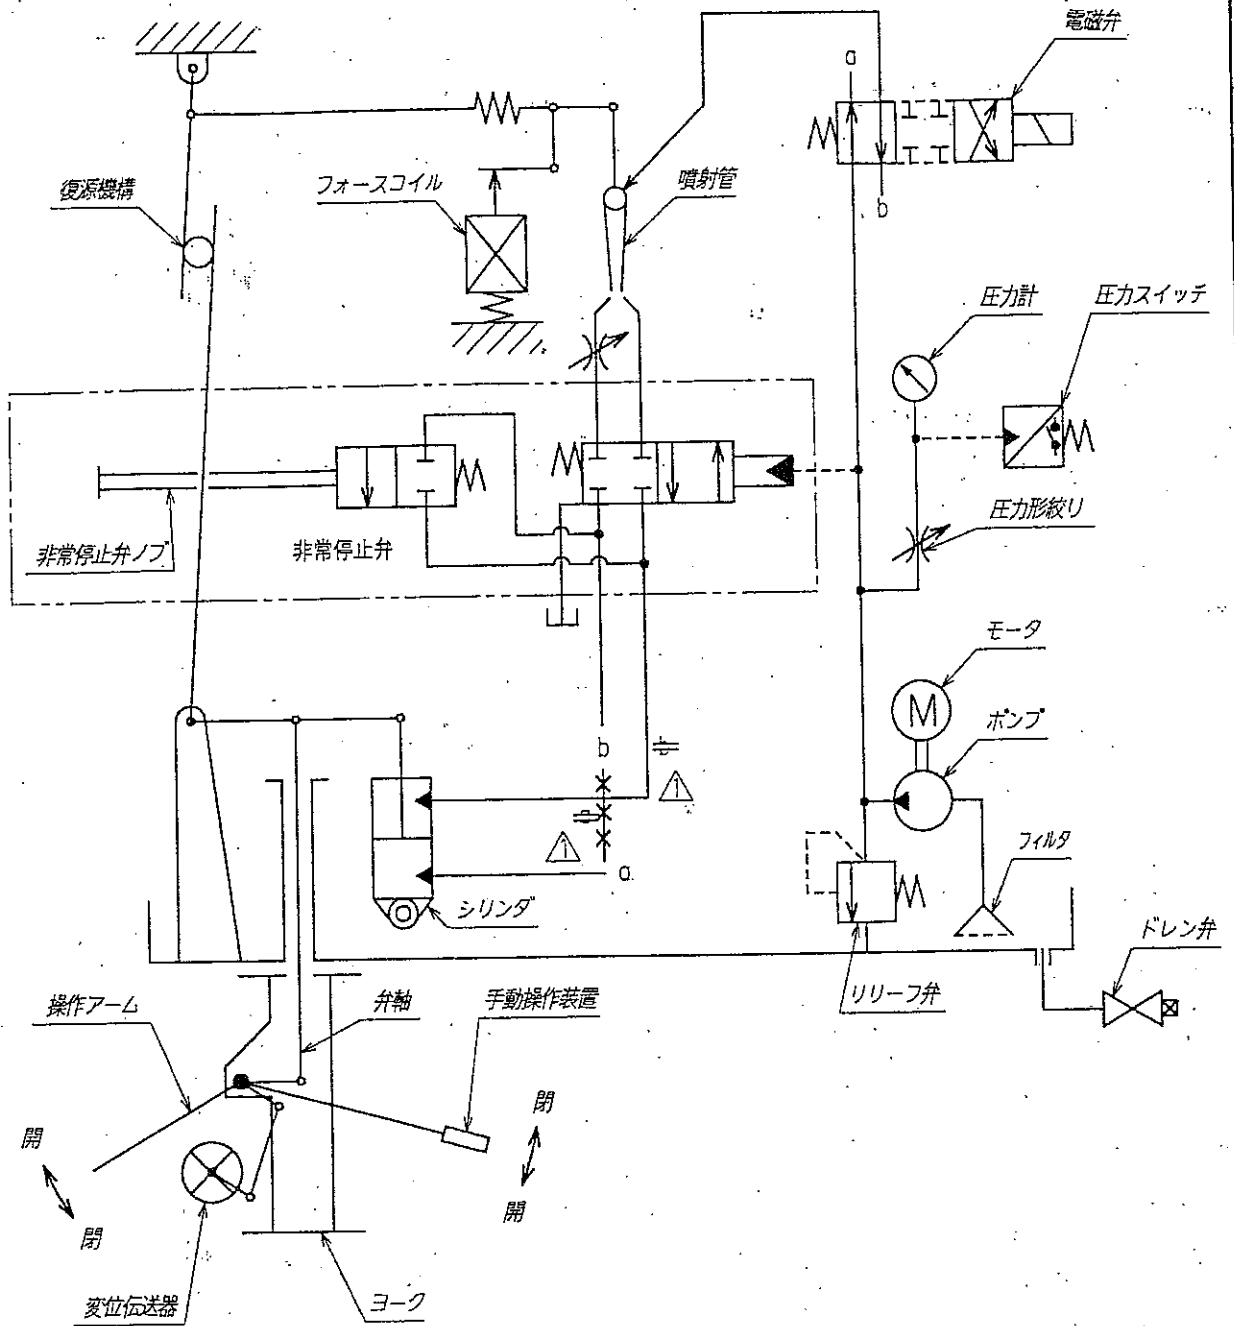 電磁弁
a
b
復源機構
フォースコイル
噴射管
圧力計
圧力スイッチ
非常停止弁ノブ
非常停止弁
圧力形絞り
モータ
M
ポンプ
b
1
1
a
フィルタ
シリンダ
ドレン弁
リリーフ弁
操作アーム
弁軸
手動操作装置
開
閉
閉
開
変位伝送器
ヨーク